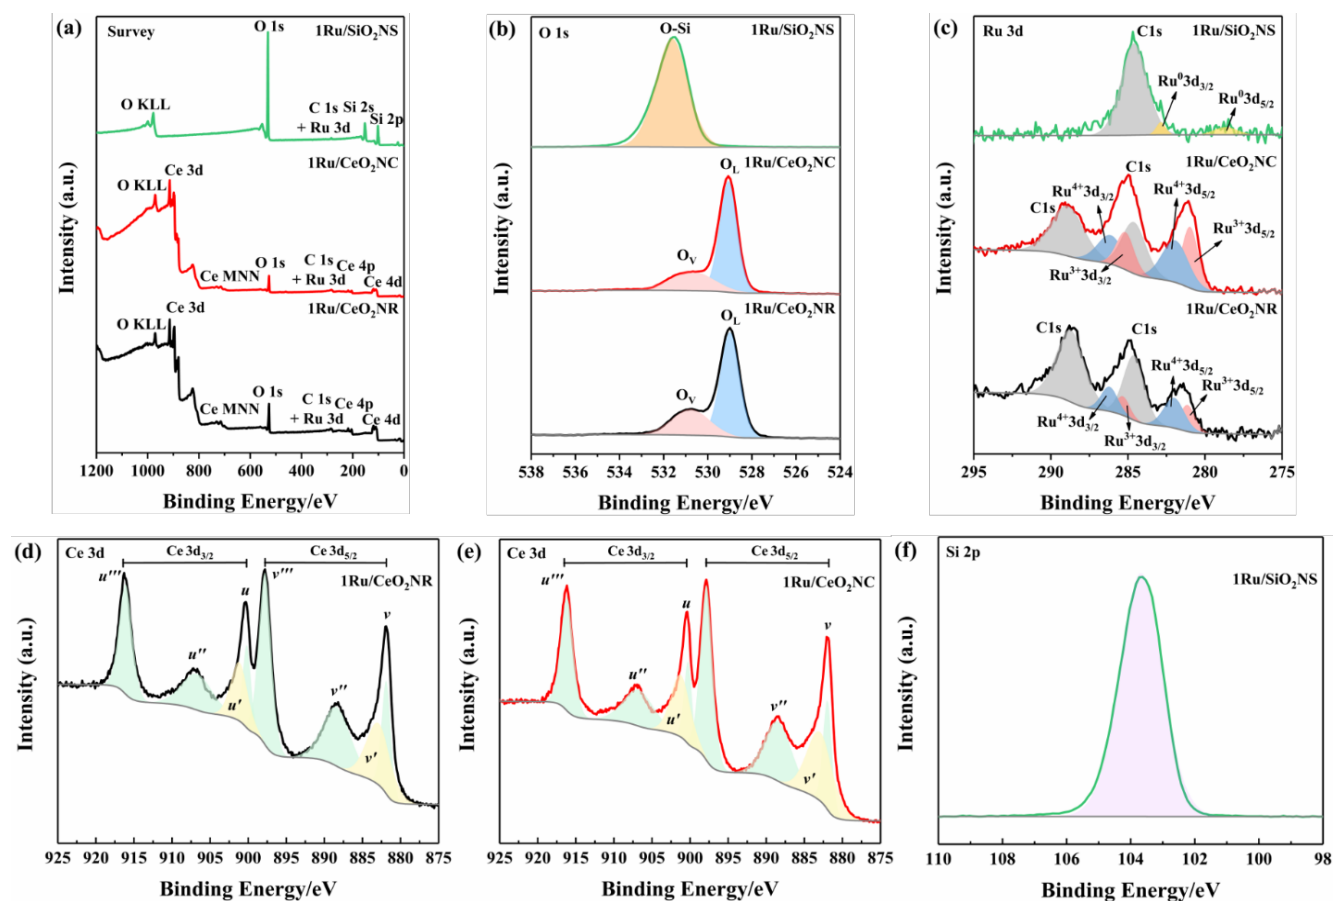 (a)
Survey
O 1s
1Ru/SiO₂NS
O KLL
C 1s Si 2s
+ Ru 3d
Si 2p
1Ru/CeO₂NC
O KLL
Ce 3d
Ce MNN
O 1s
C 1s
+ Ru 3d
Ce 4p
Ce 4d
1Ru/CeO₂NR
O KLL
Ce 3d
Ce MNN
O 1s
C 1s
+ Ru 3d
Ce 4p
Ce 4d
Intensity (a.u.)
1200 1000 800 600 400 200 0
Binding Energy/eV
(b)
O 1s
O-Si
1Ru/SiO₂NS
1Ru/CeO₂NC
O_L
O_V
1Ru/CeO₂NR
O_L
O_V
Intensity (a.u.)
538 536 534 532 530 528 526 524
Binding Energy/eV
(c)
Ru 3d
C1s
1Ru/SiO₂NS
Ru⁰3d₃/₂
Ru⁰3d₅/₂
1Ru/CeO₂NC
C1s
Ru⁴⁺3d₃/₂
C1s
Ru⁴⁺3d₅/₂
Ru³⁺3d₅/₂
Ru³⁺3d₃/₂
1Ru/CeO₂NR
C1s
C1s
Ru⁴⁺3d₅/₂
Ru³⁺3d₅/₂
Ru⁴⁺3d₃/₂
Ru³⁺3d₃/₂
Intensity (a.u.)
295 290 285 280 275
Binding Energy/eV
(d)
Ce 3d
Ce 3d₃/₂
Ce 3d₅/₂
1Ru/CeO₂NR
u'''
u''
u'
u
v'''
v''
v'
v
Intensity (a.u.)
925 920 915 910 905 900 895 890 885 880 875
Binding Energy/eV
(e)
Ce 3d
Ce 3d₃/₂
Ce 3d₅/₂
1Ru/CeO₂NC
u'''
u''
u'
u
v''
v'
v
Intensity (a.u.)
925 920 915 910 905 900 895 890 885 880 875
Binding Energy/eV
(f)
Si 2p
1Ru/SiO₂NS
Intensity (a.u.)
110 108 106 104 102 100 98
Binding Energy/eV